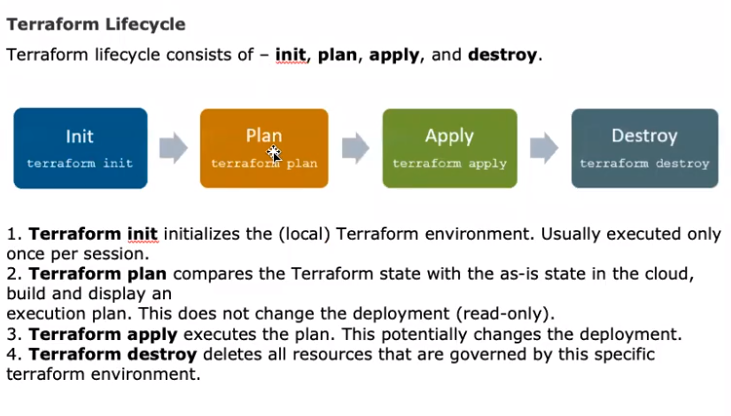 Terraform Lifecycle
Terraform lifecycle consists of – init, plan, apply, and destroy.
Init
terraform init
Plan
terraform plan
Apply
terraform apply
Destroy
terraform destroy
1. Terraform init initializes the (local) Terraform environment. Usually executed only
once per session.
2. Terraform plan compares the Terraform state with the as-is state in the cloud,
build and display an
execution plan. This does not change the deployment (read-only).
3. Terraform apply executes the plan. This potentially changes the deployment.
4. Terraform destroy deletes all resources that are governed by this specific
terraform environment.